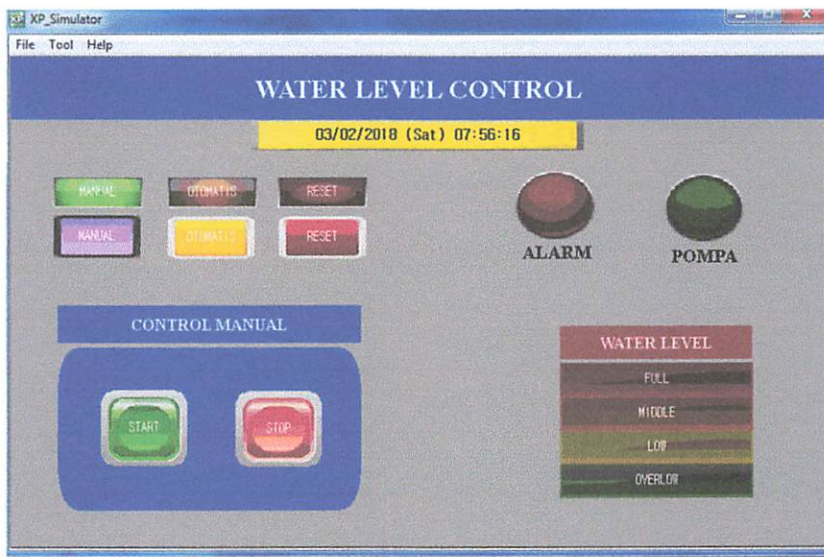 XP_Simulator
File Tool Help
WATER LEVEL CONTROL
03/02/2018 (Sat) 07:56:16
MANUAL OTOMATIS RESET
MANUAL OTOMATIS RESET
ALARM POMPA
CONTROL MANUAL
START STOP
WATER LEVEL
FULL
MIDDLE
LOW
OVERLOW